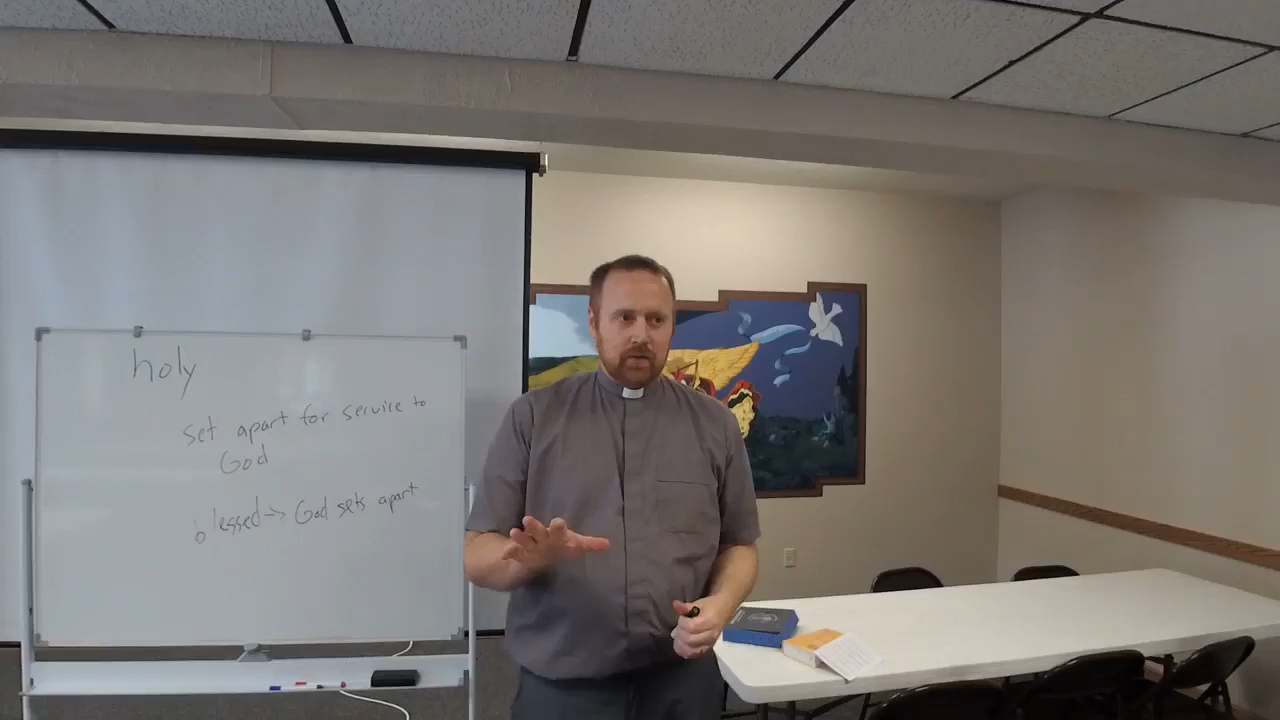 holy
set apart for service to
God
blessed -> God sets apart